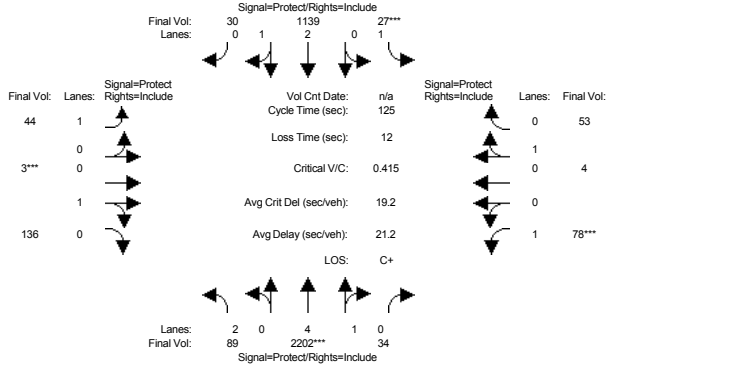 Signal=Protect/Rights=Include
Final Vol: 30 1139 27***
Lanes: 0 1 2 0 1
Signal=Protect Signal=Protect
Final Vol: Lanes: Rights=Include Vol Cnt Date: n/a Rights=Include Lanes: Final Vol:
Cycle Time (sec): 125
44 1 0 53
Loss Time (sec): 12
0 1
3*** 0 Critical V/C: 0.415 0 4
1 Avg Crit Del (sec/veh): 19.2 0
136 0 Avg Delay (sec/veh): 21.2 1 78***
LOS: C+
Lanes: 2 0 4 1 0
Final Vol: 89 2202*** 34
Signal=Protect/Rights=Include